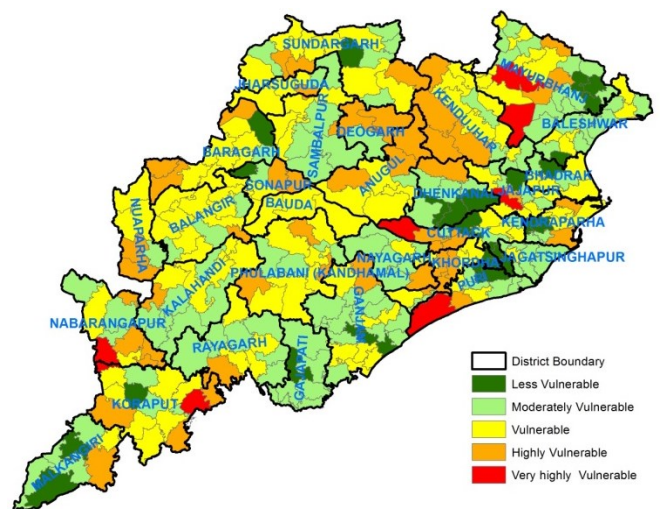 SUNDARGARH
MAYURBHANJ
JHARSUGUDA
KENDUJHAR
SAMBALPUR
DEOGARH
BALESHWAR
BARAGARH
ANUGUL
BHADRAK
SONAPUR
DHENKANAL
JAJAPUR
NUAPARHA
BALANGIR
BAUDA
KENDRAPARHA
CUTTACK
NAYAGARH
KHORDHA
JAGATSINGHAPUR
PHULABANI (KANDHAMAL)
KALAHANDI
PURI
GANJAM
NABARANGAPUR
RAYAGARH
GAJAPATI
KORAPUT
MALKANGIRI
District Boundary
Less Vulnerable
Moderately Vulnerable
Vulnerable
Highly Vulnerable
Very highly Vulnerable